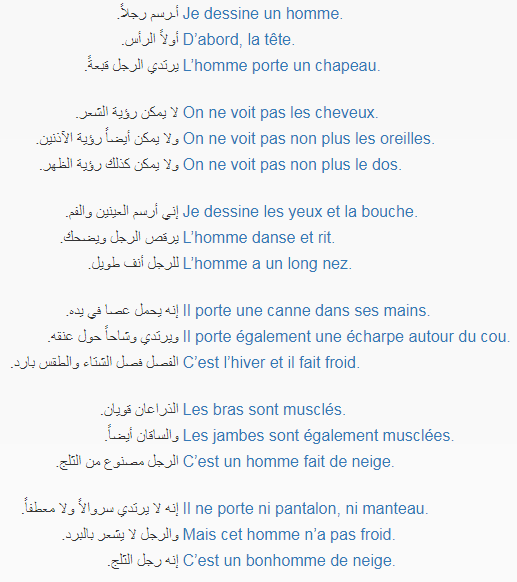 أـرسم رجلاً. Je dessine un homme.
أولاً الرأس. D’abord, la tête.
يرتدي الرجل قبعةً. L’homme porte un chapeau.
لا يمكن رؤية الشعر. On ne voit pas les cheveux.
ولا يمكن أيضاً رؤية الآذنين. On ne voit pas non plus les oreilles.
ولا يمكن كذلك رؤية الظهر. On ne voit pas non plus le dos.
إني أرسم العينين والفم. Je dessine les yeux et la bouche.
يرقص الرجل ويضحك. L’homme danse et rit.
للرجل أنف طويل. L’homme a un long nez.
إنه يحمل عصا في يده. Il porte une canne dans ses mains.
ويرتدي وشاحاً حول عنقه. Il porte également une écharpe autour du cou.
الفصل فصل الشتاء والطقس بارد. C’est l’hiver et il fait froid.
الذراعان قويان. Les bras sont musclés.
والساقان أيضاً. Les jambes sont également musclées.
الرجل مصنوع من الثلج. C’est un homme fait de neige.
إنه لا يرتدي سروالاً ولا معطفاً. Il ne porte ni pantalon, ni manteau.
والرجل لا يشعر بالبرد. Mais cet homme n’a pas froid.
إنه رجل الثلج. C’est un bonhomme de neige.